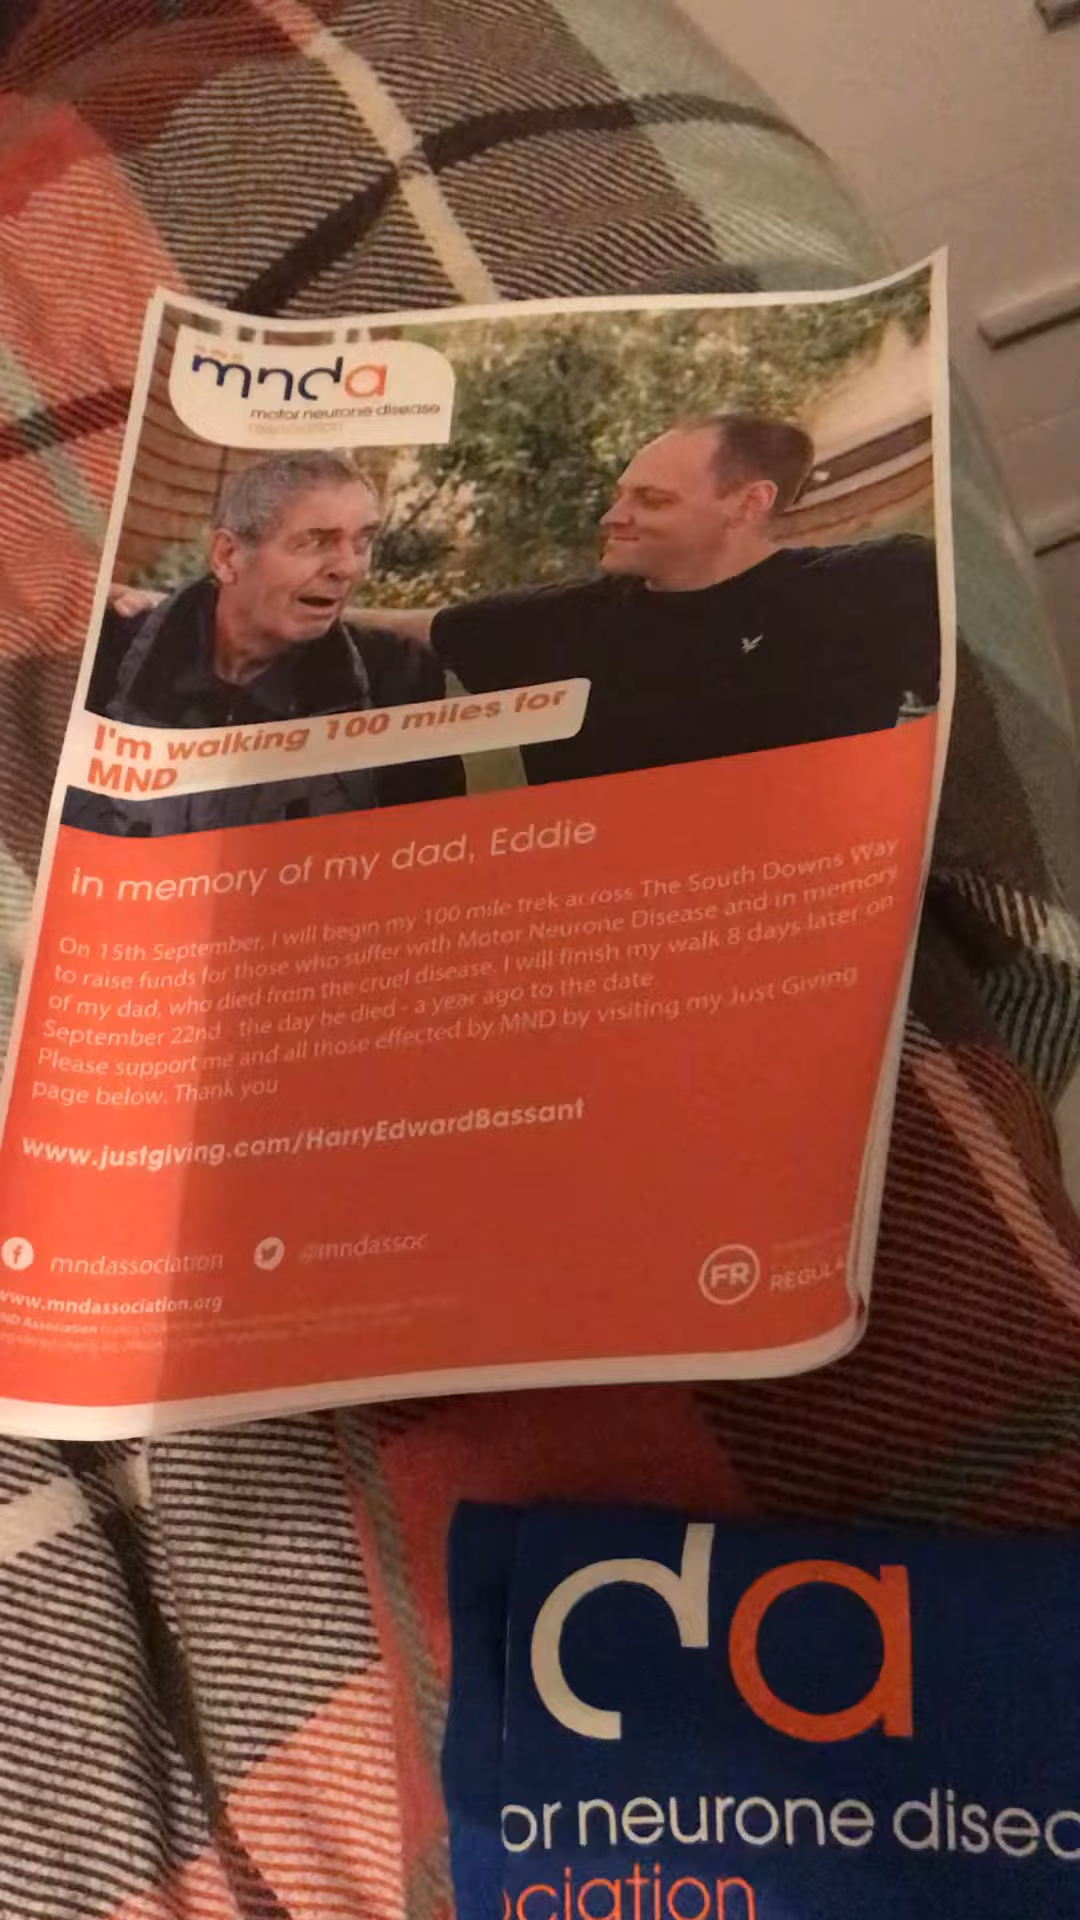 mnda
motor neurone disease
association
I'm walking 100 miles for
MND
in memory of my dad, Eddie
On 15th September, I will begin my 100 mile trek across The South Downs Way
to raise funds for those who suffer with Motor Neurone Disease and in memory
of my dad, who died from the cruel disease. I will finish my walk 8 days later on
September 22nd - the day he died - a year ago to the date.
Please support me and all those effected by MND by visiting my Just Giving
page below. Thank you
www.justgiving.com/HarryEdwardBassant
mndassociation @mndassoc
FR
REGULA
www.mndassociation.org
MND Association
da
or neurone disea
ociation